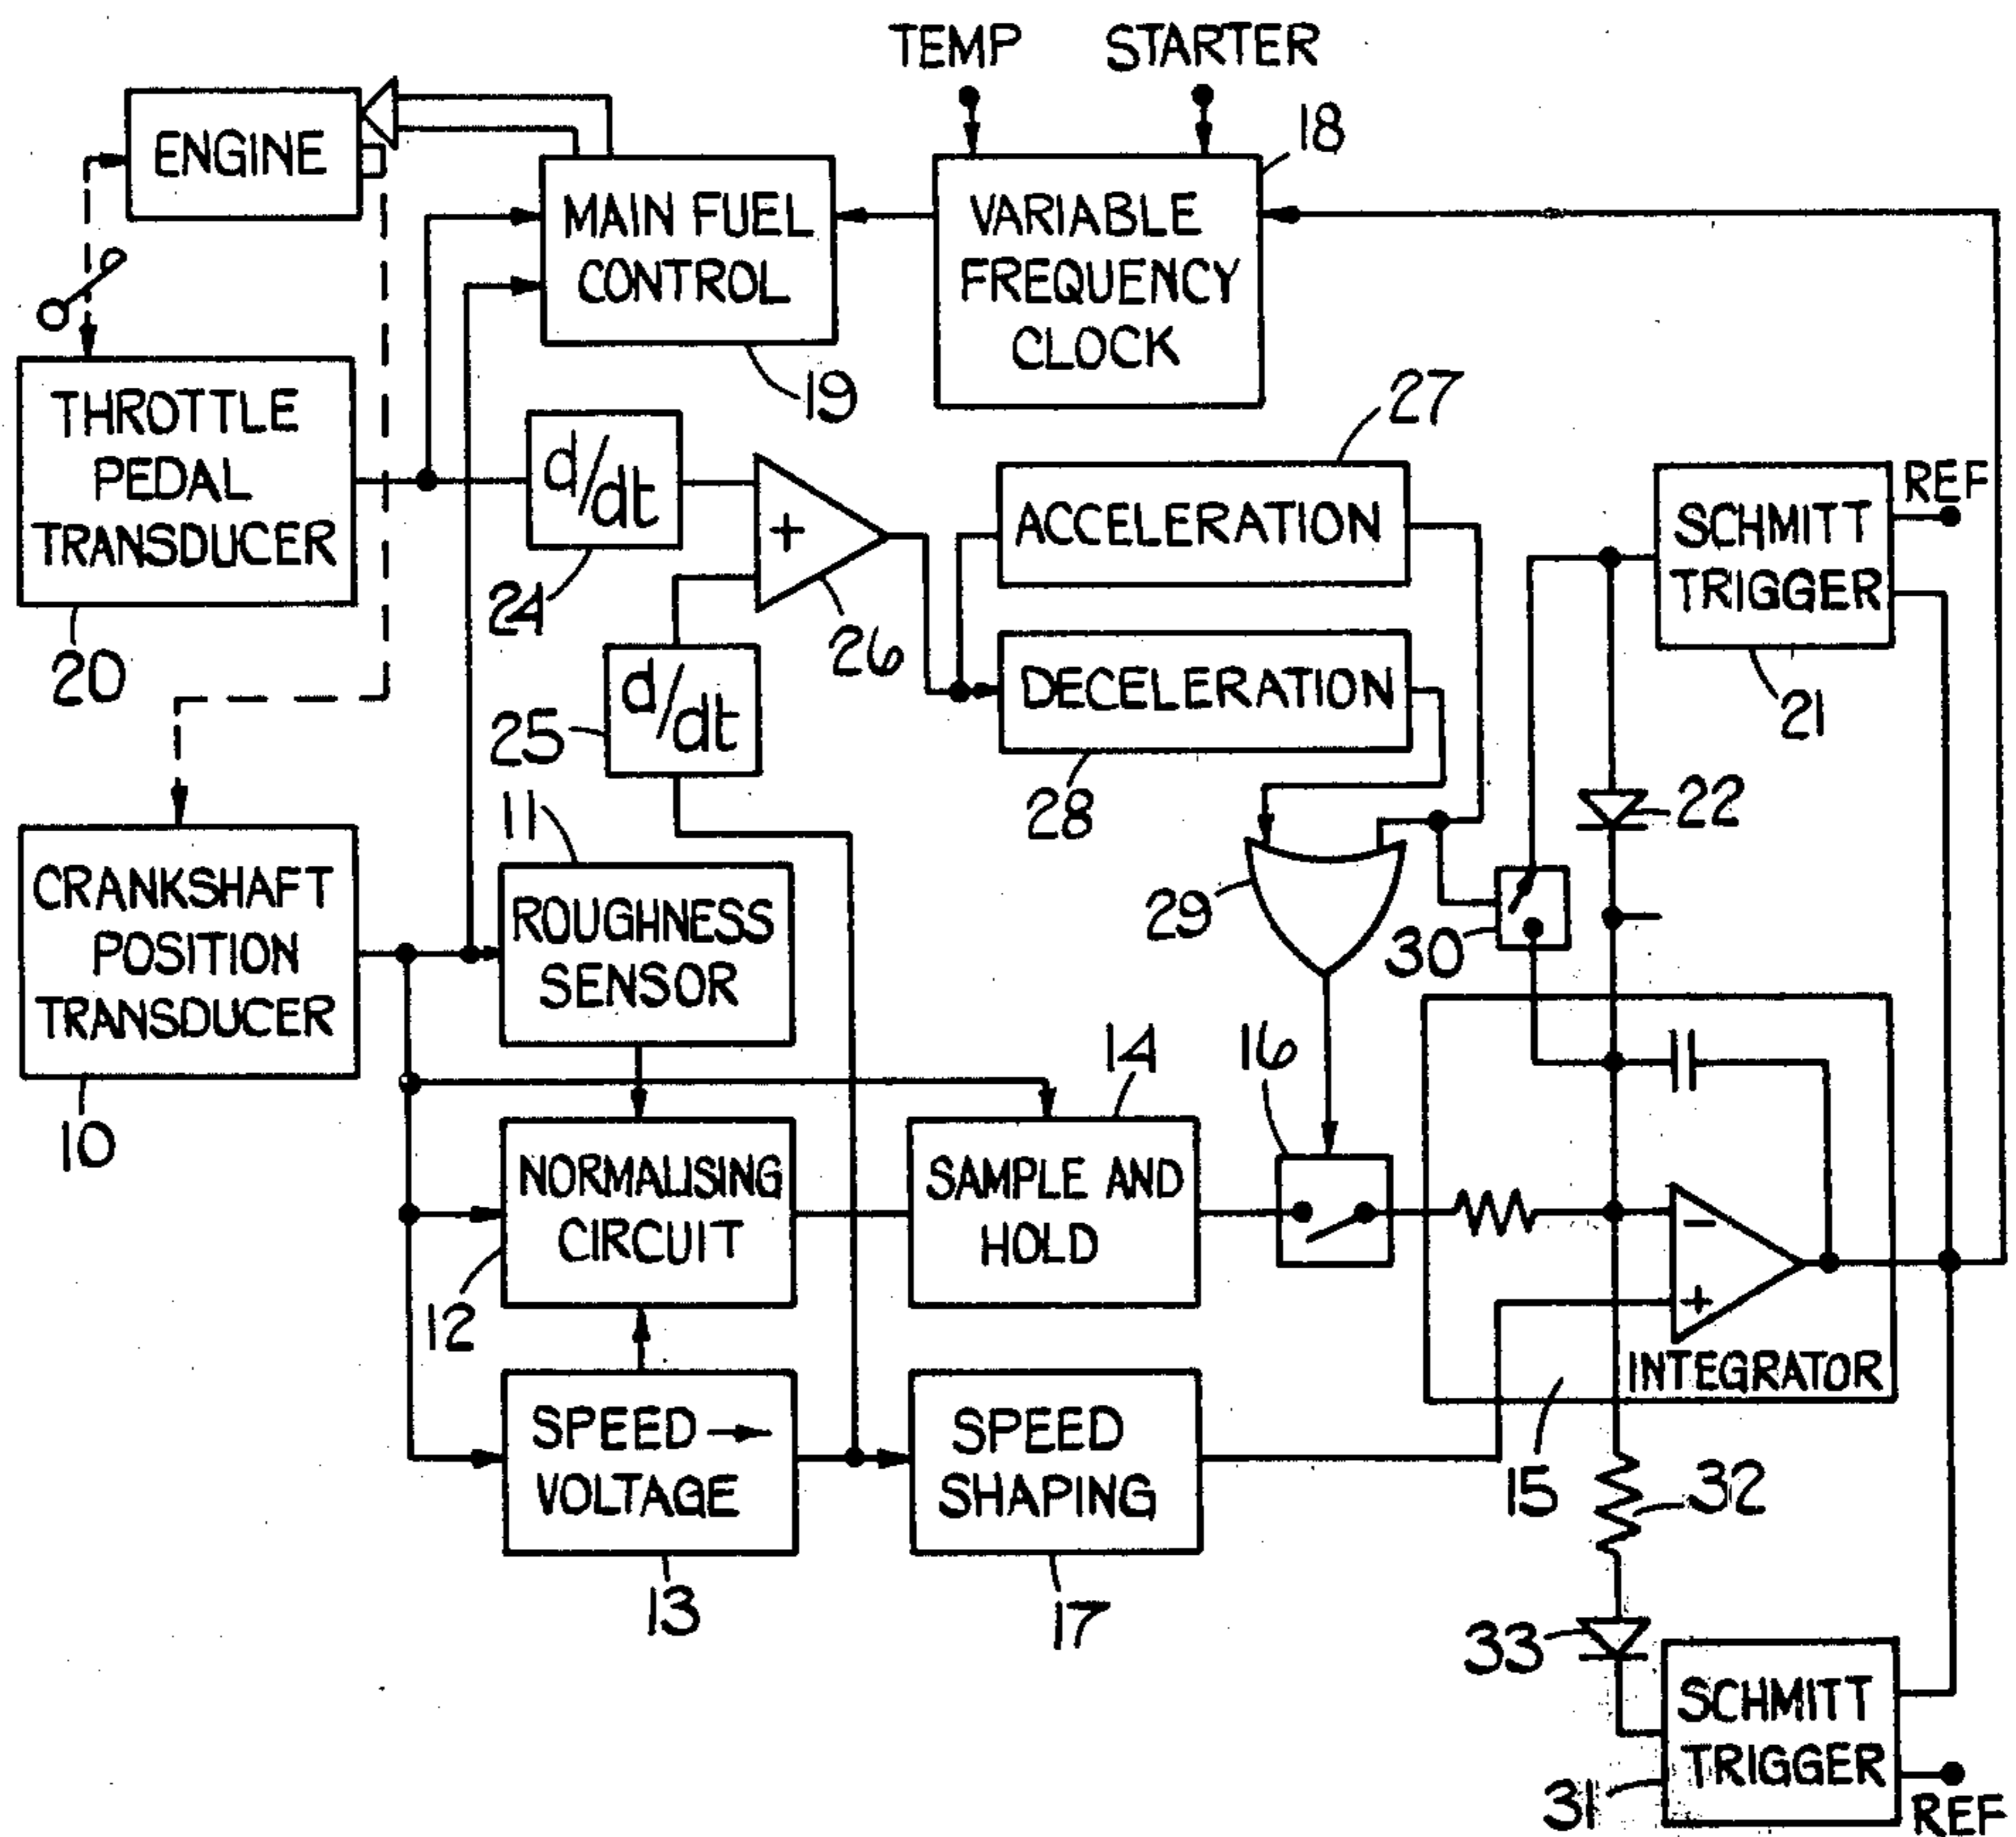 TEMP STARTER
18
ENGINE
MAIN FUEL
CONTROL
VARIABLE
FREQUENCY
CLOCK
19
27
THROTTLE
PEDAL
TRANSDUCER
20
d/dt
24
+
26
ACCELERATION
SCHMITT
TRIGGER
REF
21
d/dt
25
DECELERATION
28
22
11
CRANKSHAFT
POSITION
TRANSDUCER
10
ROUGHNESS
SENSOR
29
30
14
16
NORMALISING
CIRCUIT
12
SAMPLE AND
HOLD
−
+
INTEGRATOR
15
SPEED →
VOLTAGE
13
SPEED
SHAPING
17
32
33
SCHMITT
TRIGGER
31
REF